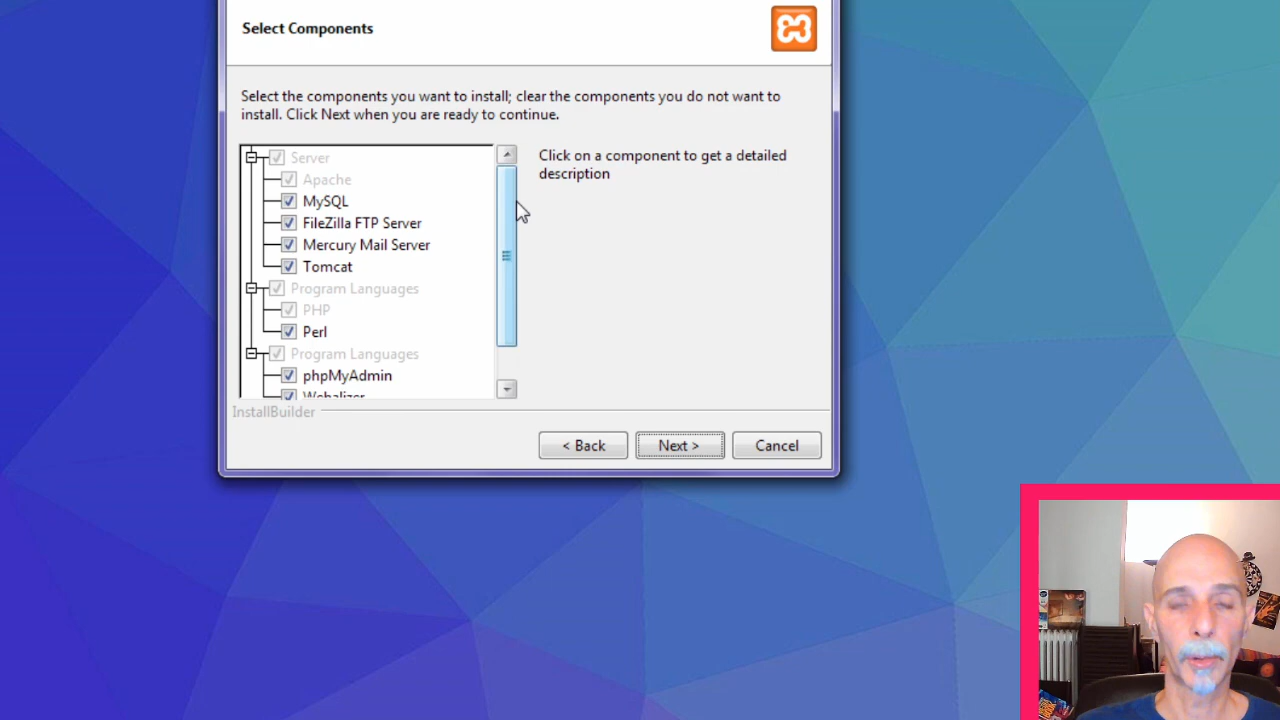 Select Components
Select the components you want to install; clear the components you do not want to
install. Click Next when you are ready to continue.
Server
Apache
MySQL
FileZilla FTP Server
Mercury Mail Server
Tomcat
Program Languages
PHP
Perl
Program Languages
phpMyAdmin
Webalizer
Click on a component to get a detailed
description
InstallBuilder
< Back
Next >
Cancel